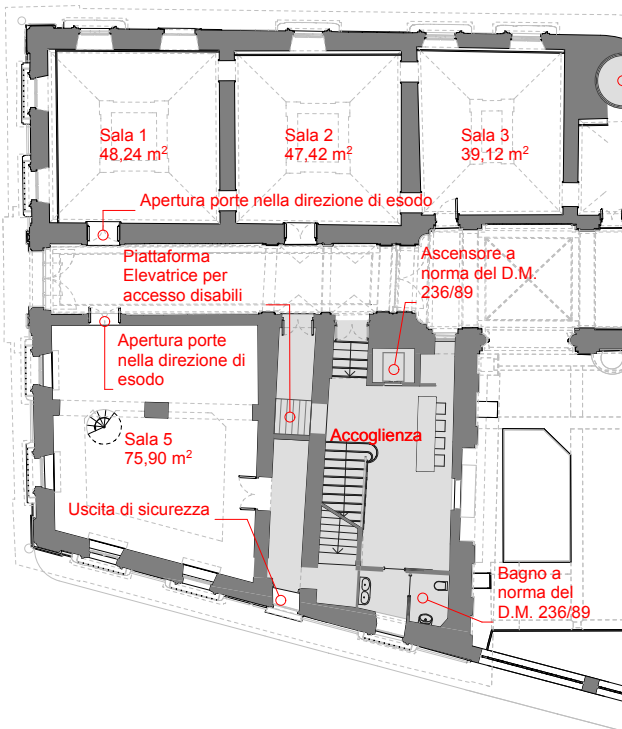 Sala 1
48,24 m²
Sala 2
47,42 m²
Sala 3
39,12 m²
Apertura porte nella direzione di esodo
Piattaforma
Elevatrice per
accesso disabili
Ascensore a
norma del D.M.
236/89
Apertura porte
nella direzione di
esodo
Accoglienza
Sala 5
75,90 m²
Uscita di sicurezza
Bagno a
norma del
D.M. 236/89